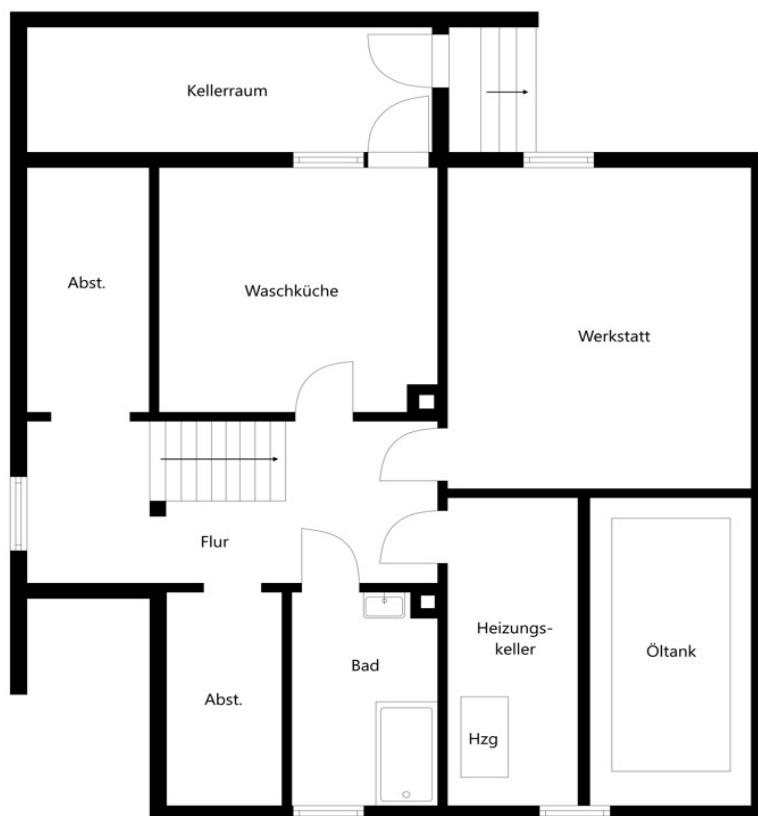 Kellerraum
Abst.
Waschküche
Werkstatt
Flur
Heizungs-
keller
Öltank
Bad
Abst.
Hzg